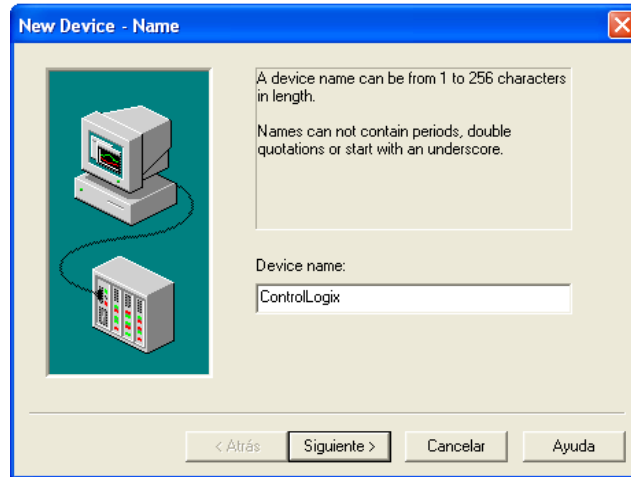 New Device - Name
A device name can be from 1 to 256 characters
in length.
Names can not contain periods, double
quotations or start with an underscore.
Device name:
ControlLogix
< Atrás
Siguiente >
Cancelar
Ayuda